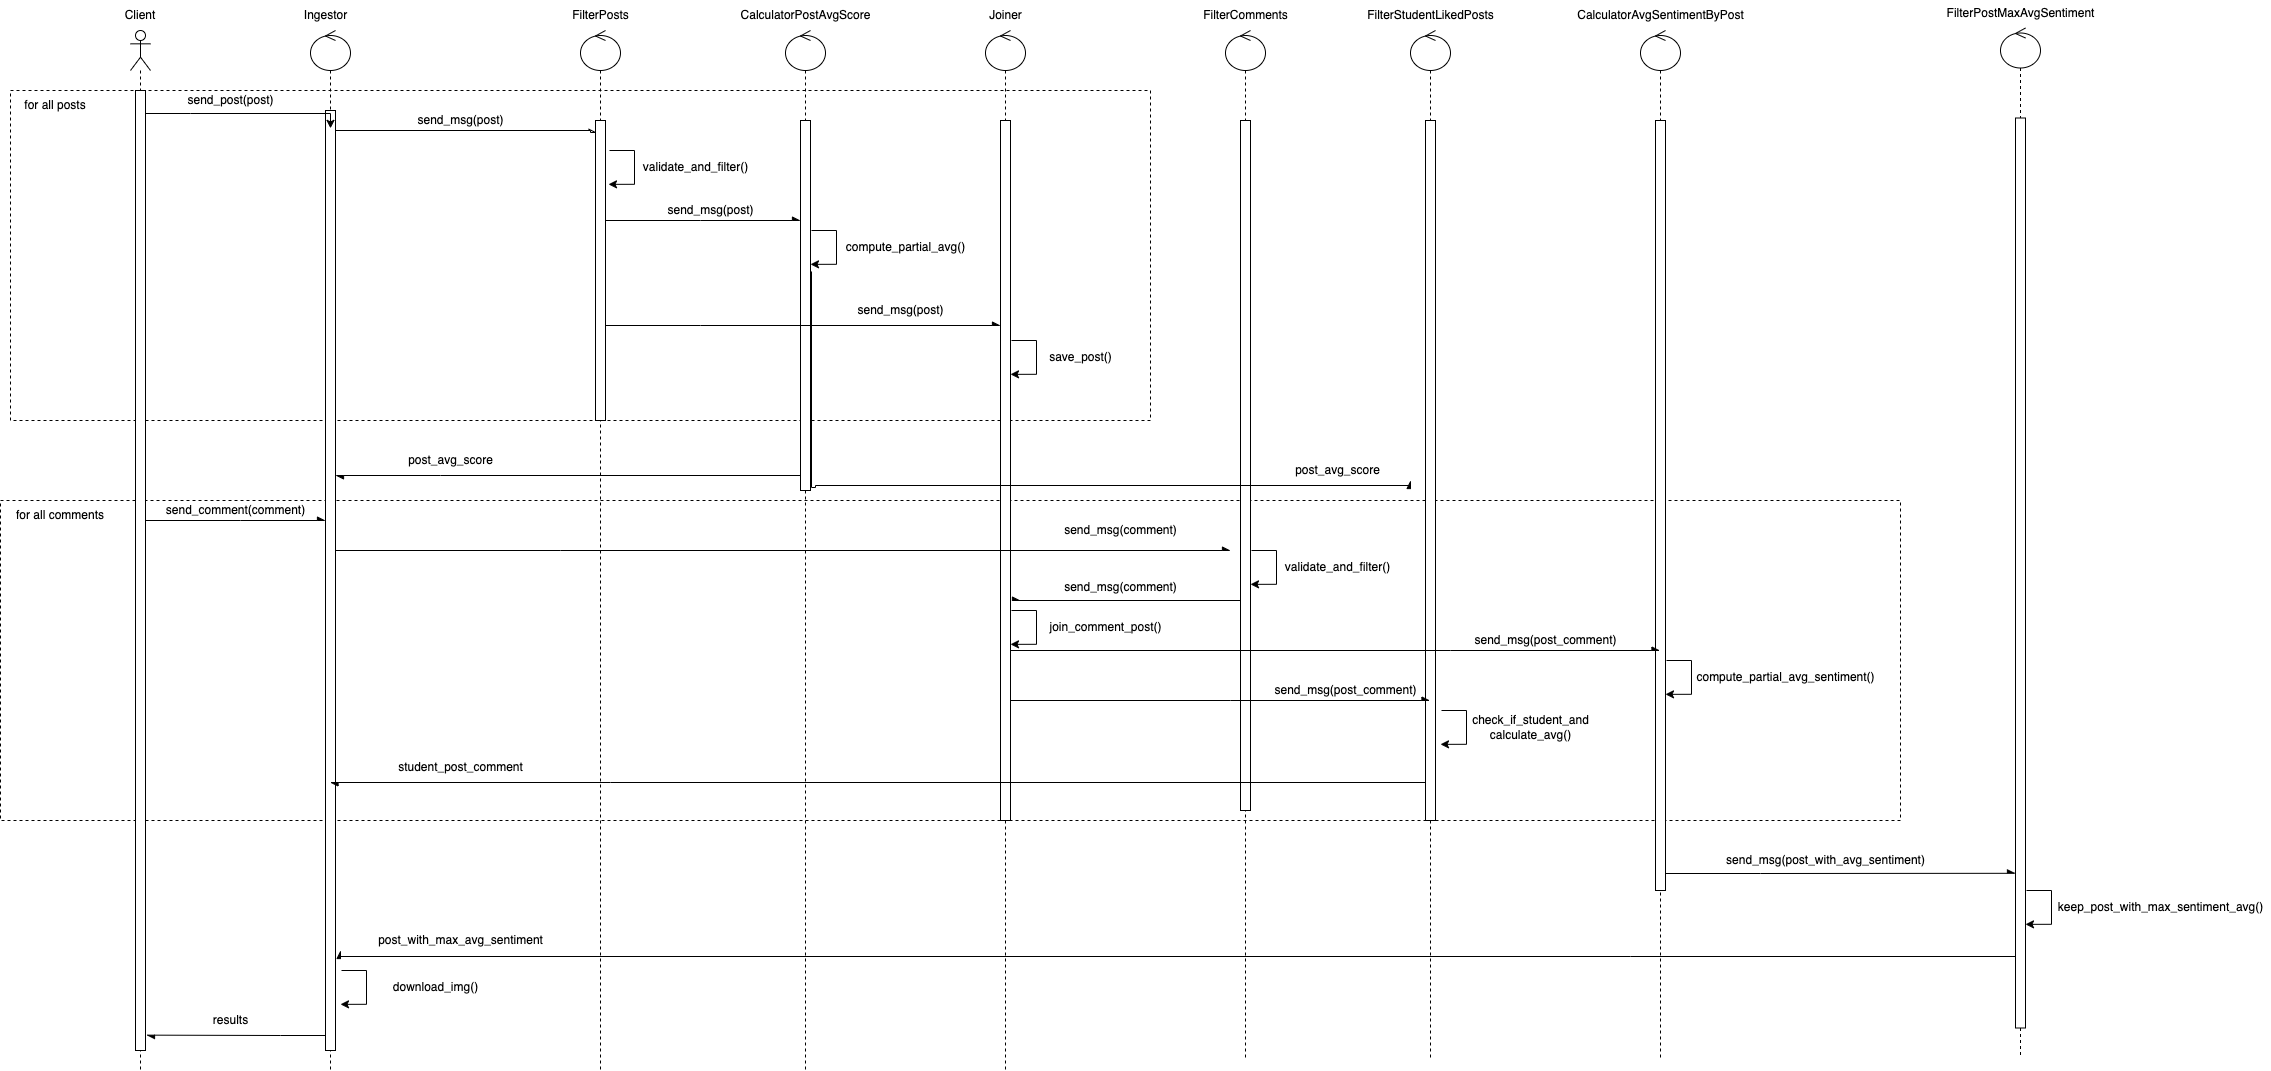 Client
Ingestor
FilterPosts
CalculatorPostAvgScore
Joiner
FilterComments
FilterStudentLikedPosts
CalculatorAvgSentimentByPost
FilterPostMaxAvgSentiment
for all posts
send_post(post)
send_msg(post)
validate_and_filter()
send_msg(post)
compute_partial_avg()
send_msg(post)
save_post()
post_avg_score
post_avg_score
for all comments
send_comment(comment)
send_msg(comment)
validate_and_filter()
send_msg(comment)
join_comment_post()
send_msg(post_comment)
compute_partial_avg_sentiment()
send_msg(post_comment)
check_if_student_and
calculate_avg()
student_post_comment
send_msg(post_with_avg_sentiment)
keep_post_with_max_sentiment_avg()
post_with_max_avg_sentiment
download_img()
results